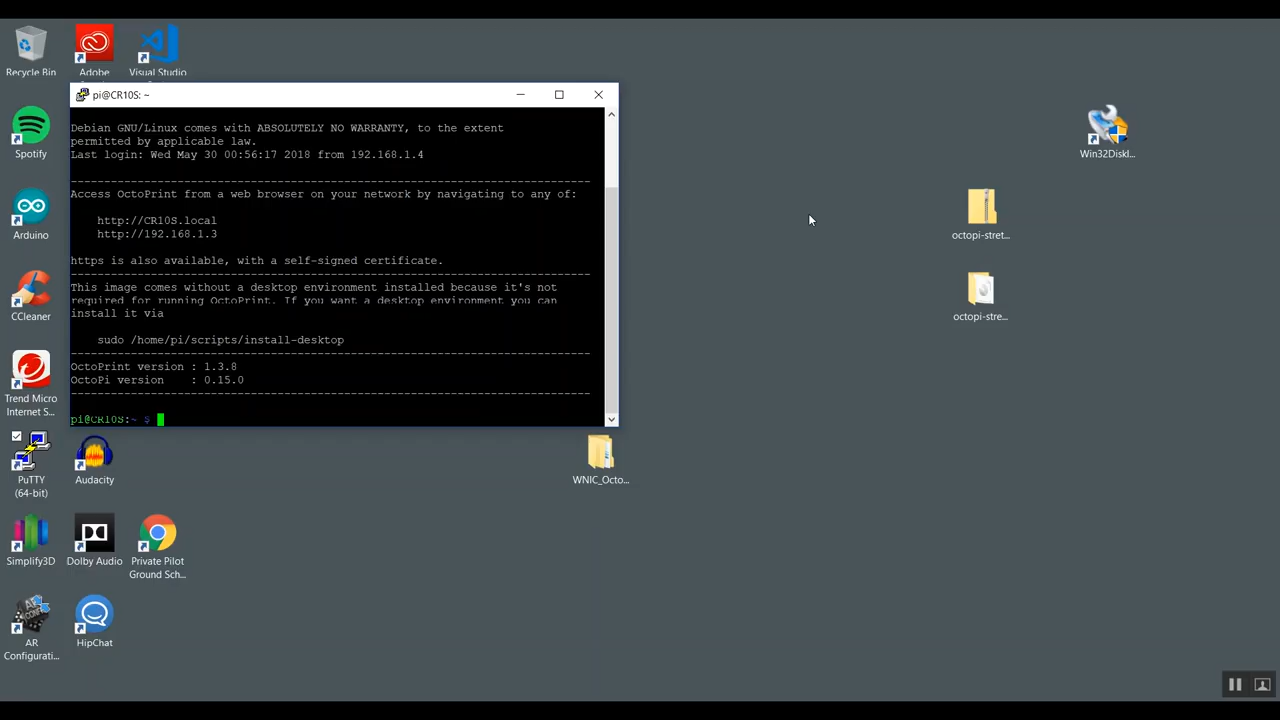 Recycle Bin
Adobe
Visual Studio
pi@CR10S: ~
Debian GNU/Linux comes with ABSOLUTELY NO WARRANTY, to the extent
permitted by applicable law.
Last login: Wed May 30 00:56:17 2018 from 192.168.1.4
Access OctoPrint from a web browser on your network by navigating to any of:
http://CR10S.local
http://192.168.1.3
https is also available, with a self-signed certificate.
This image comes without a desktop environment installed because it's not
required for running OctoPrint. If you want a desktop environment you can
install it via
sudo /home/pi/scripts/install-desktop
OctoPrint version : 1.3.8
OctoPi version    : 0.15.0
pi@CR10S:~ $
Spotify
Arduino
CCleaner
Trend Micro
Internet S...
PuTTY
(64-bit)
Audacity
Simplify3D
Dolby Audio
Private Pilot
Ground Sch...
AR
Configurati...
HipChat
WNIC_Octo...
Win32DiskI...
octopi-stret...
octopi-stre...